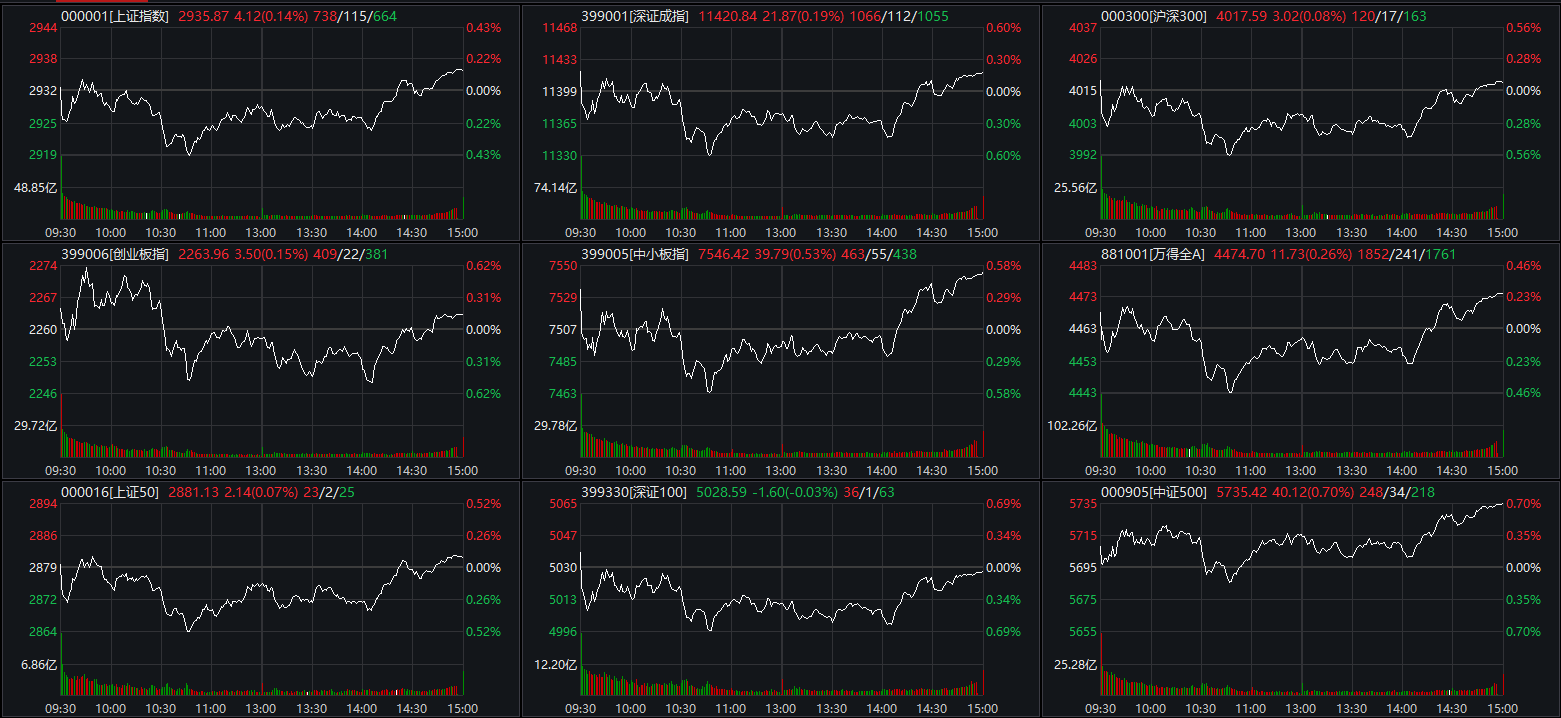 000001[上证指数] 2935.87 4.12(0.14%) 738/115/664
2944 0.43%
2938 0.22%
2932 0.00%
2925 0.22%
2919 0.43%
48.85亿
09:30 10:00 10:30 11:00 13:00 13:30 14:00 14:30 15:00
399001[深证成指] 11420.84 21.87(0.19%) 1066/112/1055
11468 0.60%
11433 0.30%
11399 0.00%
11365 0.30%
11330 0.60%
74.14亿
09:30 10:00 10:30 11:00 13:00 13:30 14:00 14:30 15:00
000300[沪深300] 4017.59 3.02(0.08%) 120/17/163
4037 0.56%
4026 0.28%
4015 0.00%
4003 0.28%
3992 0.56%
25.56亿
09:30 10:00 10:30 11:00 13:00 13:30 14:00 14:30 15:00
399006[创业板指] 2263.96 3.50(0.15%) 409/22/381
2274 0.62%
2267 0.31%
2260 0.00%
2253 0.31%
2246 0.62%
29.72亿
09:30 10:00 10:30 11:00 13:00 13:30 14:00 14:30 15:00
399005[中小板指] 7546.42 39.79(0.53%) 463/55/438
7550 0.58%
7529 0.29%
7507 0.00%
7485 0.29%
7463 0.58%
29.78亿
09:30 10:00 10:30 11:00 13:00 13:30 14:00 14:30 15:00
881001[万得全A] 4474.70 11.73(0.26%) 1852/241/1761
4483 0.46%
4473 0.23%
4463 0.00%
4453 0.23%
4443 0.46%
102.26亿
09:30 10:00 10:30 11:00 13:00 13:30 14:00 14:30 15:00
000016[上证50] 2881.13 2.14(0.07%) 23/2/25
2894 0.52%
2886 0.26%
2879 0.00%
2872 0.26%
2864 0.52%
6.86亿
09:30 10:00 10:30 11:00 13:00 13:30 14:00 14:30 15:00
399330[深证100] 5028.59 -1.60(-0.03%) 36/1/63
5065 0.69%
5047 0.34%
5030 0.00%
5013 0.34%
4996 0.69%
12.20亿
09:30 10:00 10:30 11:00 13:00 13:30 14:00 14:30 15:00
000905[中证500] 5735.42 40.12(0.70%) 248/34/218
5735 0.70%
5715 0.35%
5695 0.00%
5675 0.35%
5655 0.70%
25.28亿
09:30 10:00 10:30 11:00 13:00 13:30 14:00 14:30 15:00